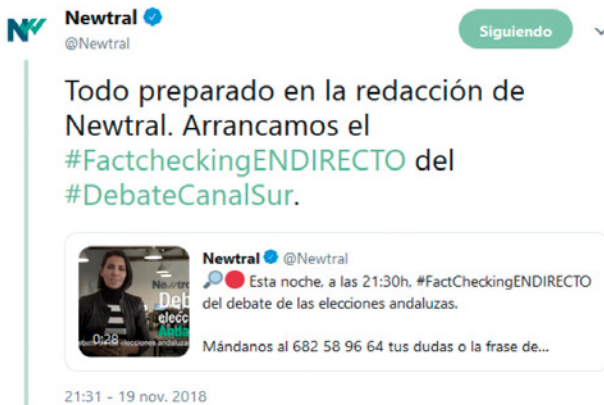 Newtral
@Newtral
Siguiendo
Todo preparado en la redacción de
Newtral. Arrancamos el
#FactcheckingENDIRECTO del
#DebateCanalSur.
Newtral @Newtral
Esta noche, a las 21:30h, #FactCheckingENDIRECTO
del debate de las elecciones andaluzas.
Mándanos al 682 58 96 64 tus dudas o la frase de...
0:28
21:31 - 19 nov. 2018